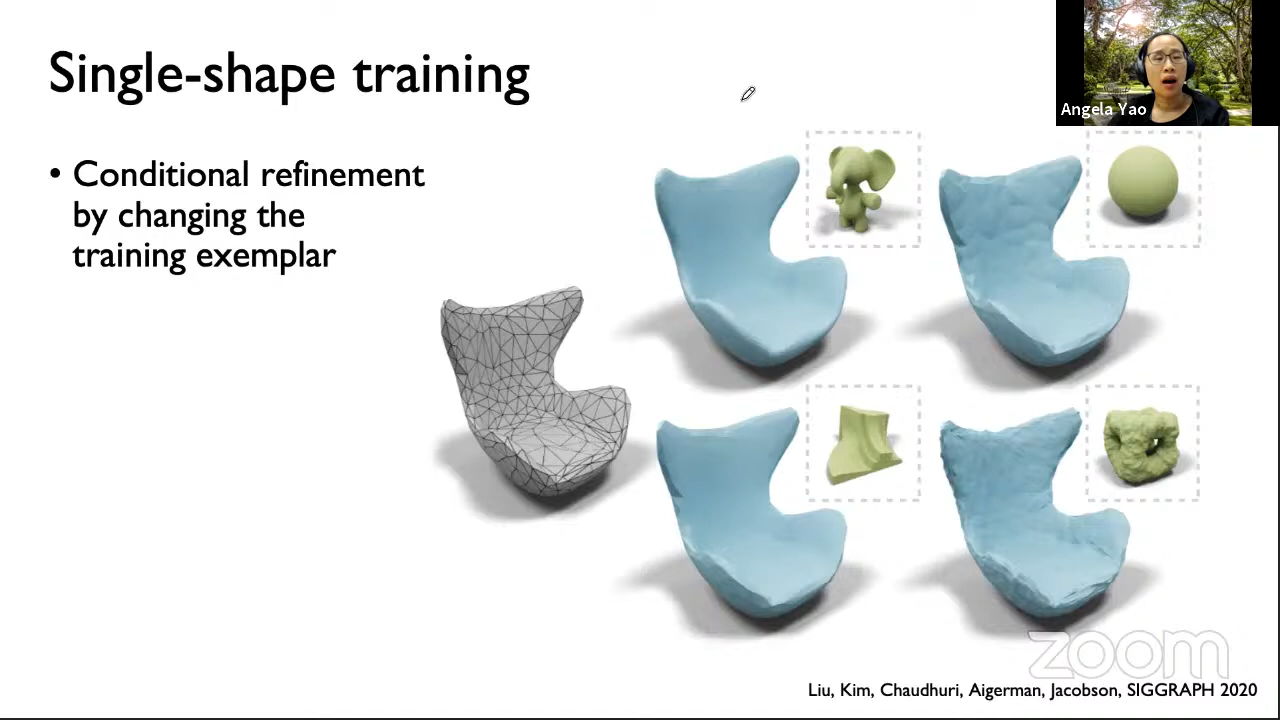 Single-shape training
Angela Yao
• Conditional refinement
by changing the
training exemplar
zoom
Liu, Kim, Chaudhuri, Aigerman, Jacobson, SIGGRAPH 2020